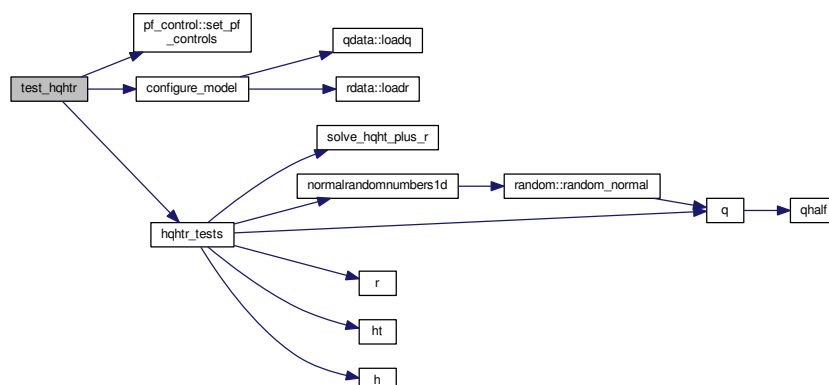 pf_control::set_pf
_controls
qdata::loadq
test_hqhtr
configure_model
rdata::loadr
solve_hqht_plus_r
normalrandomnumbers1d
random::random_normal
q
qhalf
hqhtr_tests
r
ht
h